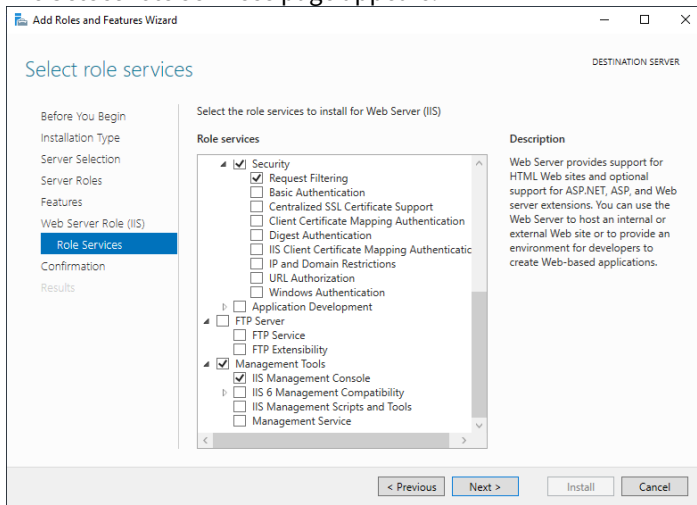 Add Roles and Features Wizard
Select role services
DESTINATION SERVER
Before You Begin
Installation Type
Server Selection
Server Roles
Features
Web Server Role (IIS)
Role Services
Confirmation
Results
Select the role services to install for Web Server (IIS)
Role services
Security
Request Filtering
Basic Authentication
Centralized SSL Certificate Support
Client Certificate Mapping Authentication
Digest Authentication
IIS Client Certificate Mapping Authenticatic
IP and Domain Restrictions
URL Authorization
Windows Authentication
Application Development
FTP Server
FTP Service
FTP Extensibility
Management Tools
IIS Management Console
IIS 6 Management Compatibility
IIS Management Scripts and Tools
Management Service
Description
Web Server provides support for
HTML Web sites and optional
support for ASP.NET, ASP, and Web
server extensions. You can use the
Web Server to host an internal or
external Web site or to provide an
environment for developers to
create Web-based applications.
< Previous
Next >
Install
Cancel